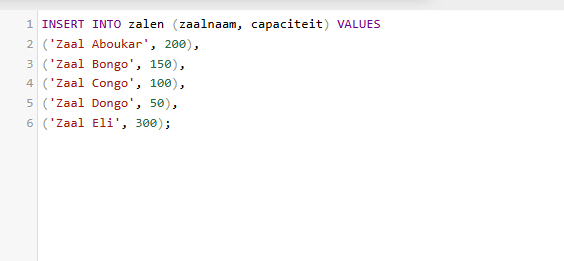 1 INSERT INTO zalen (zaalnaam, capaciteit) VALUES
2 ('Zaal Aboukar', 200),
3 ('Zaal Bongo', 150),
4 ('Zaal Congo', 100),
5 ('Zaal Dongo', 50),
6 ('Zaal Eli', 300);